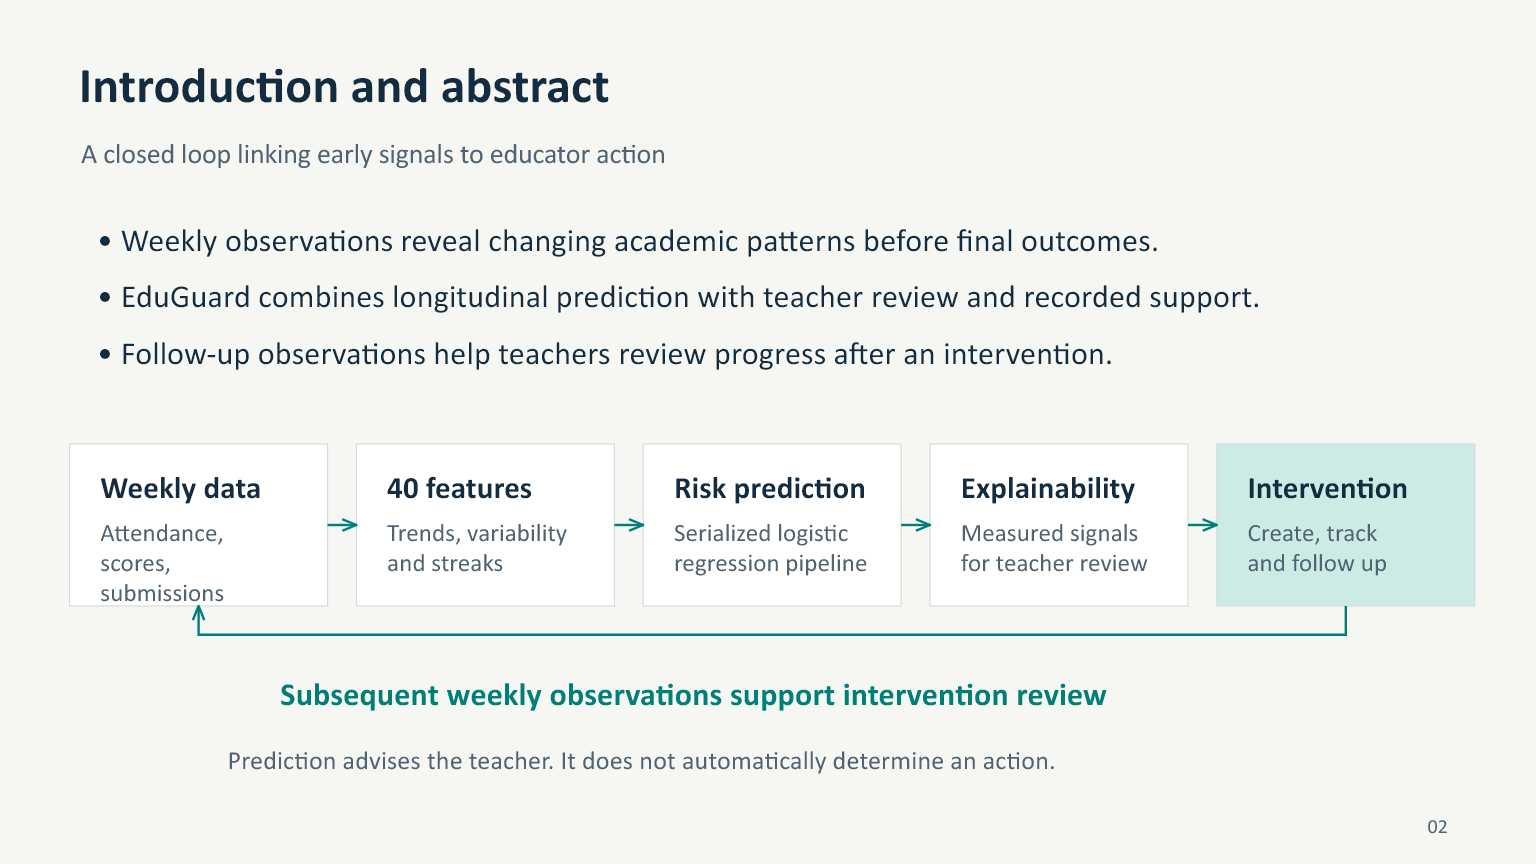 Introduction and abstract
A closed loop linking early signals to educator action
• Weekly observations reveal changing academic patterns before final outcomes.
• EduGuard combines longitudinal prediction with teacher review and recorded support.
• Follow-up observations help teachers review progress after an intervention.
Weekly data
Attendance,
scores,
submissions
40 features
Trends, variability
and streaks
Risk prediction
Serialized logistic
regression pipeline
Explainability
Measured signals
for teacher review
Intervention
Create, track
and follow up
Subsequent weekly observations support intervention review
Prediction advises the teacher. It does not automatically determine an action.
02